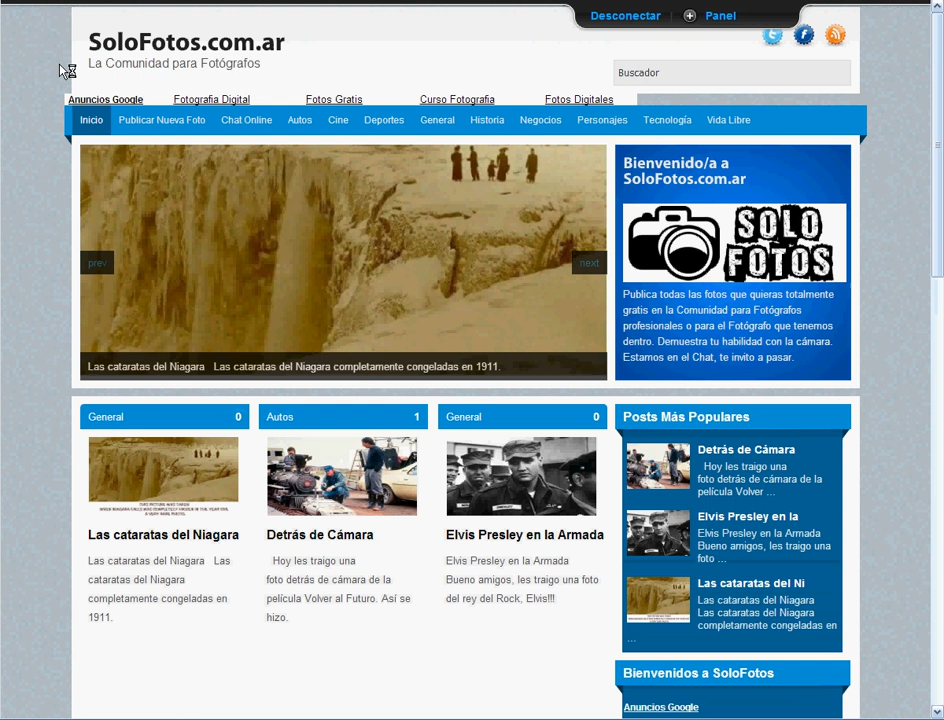 Desconectar | Panel
SoloFotos.com.ar
La Comunidad para Fotógrafos
Buscador
Anuncios Google Fotografia Digital Fotos Gratis Curso Fotografia Fotos Digitales
Inicio Publicar Nueva Foto Chat Online Autos Cine Deportes General Historia Negocios Personajes Tecnología Vida Libre
prev
next
Las cataratas del Niagara Las cataratas del Niagara completamente congeladas en 1911.
Bienvenido/a a
SoloFotos.com.ar
SOLO
FOTOS
Publica todas las fotos que quieras totalmente
gratis en la Comunidad para Fotógrafos
profesionales o para el Fotógrafo que tenemos
dentro. Demuestra tu habilidad con la cámara.
Estamos en el Chat, te invito a pasar.
General 0
Las cataratas del Niagara
Las cataratas del Niagara Las
cataratas del Niagara
completamente congeladas en
1911.
Autos 1
Detrás de Cámara
Hoy les traigo una
foto detrás de cámara de la
película Volver al Futuro. Así se
hizo.
General 0
Elvis Presley en la Armada
Elvis Presley en la Armada
Bueno amigos, les traigo una foto
del rey del Rock, Elvis!!!
Posts Más Populares
Detrás de Cámara
Hoy les traigo una
foto detrás de cámara de la
película Volver ...
Elvis Presley en la
Elvis Presley en la Armada
Bueno amigos, les traigo una
foto ...
Las cataratas del Ni
Las cataratas del Niagara
Las cataratas del Niagara
completamente congeladas en
...
Bienvenidos a SoloFotos
Anuncios Google